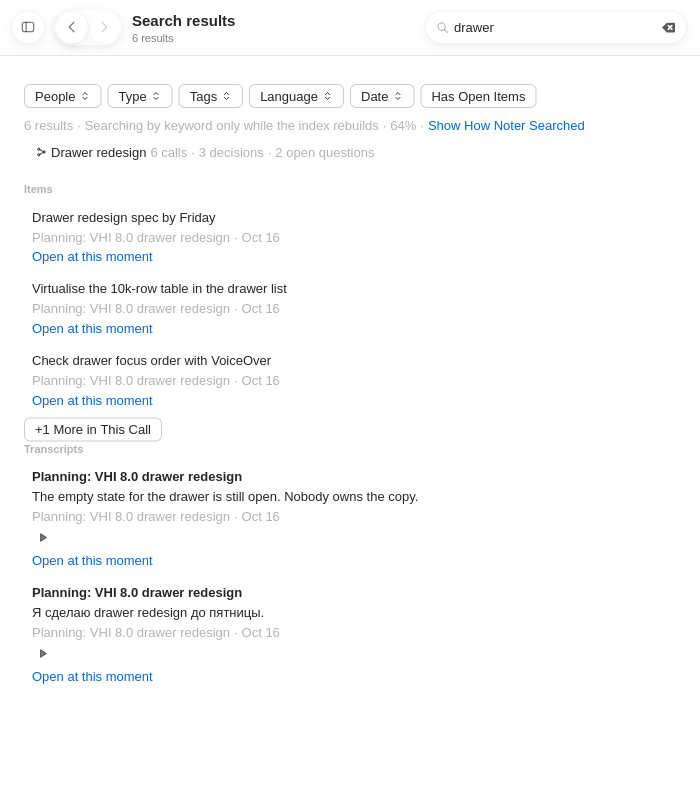 Search results
6 results
drawer
People
Type
Tags
Language
Date
Has Open Items
6 results · Searching by keyword only while the index rebuilds · 64% · Show How Noter Searched
Drawer redesign 6 calls · 3 decisions · 2 open questions
Items
Drawer redesign spec by Friday
Planning: VHI 8.0 drawer redesign · Oct 16
Open at this moment
Virtualise the 10k-row table in the drawer list
Planning: VHI 8.0 drawer redesign · Oct 16
Open at this moment
Check drawer focus order with VoiceOver
Planning: VHI 8.0 drawer redesign · Oct 16
Open at this moment
+1 More in This Call
Transcripts
Planning: VHI 8.0 drawer redesign
The empty state for the drawer is still open. Nobody owns the copy.
Planning: VHI 8.0 drawer redesign · Oct 16
Open at this moment
Planning: VHI 8.0 drawer redesign
Я сделаю drawer redesign до пятницы.
Planning: VHI 8.0 drawer redesign · Oct 16
Open at this moment